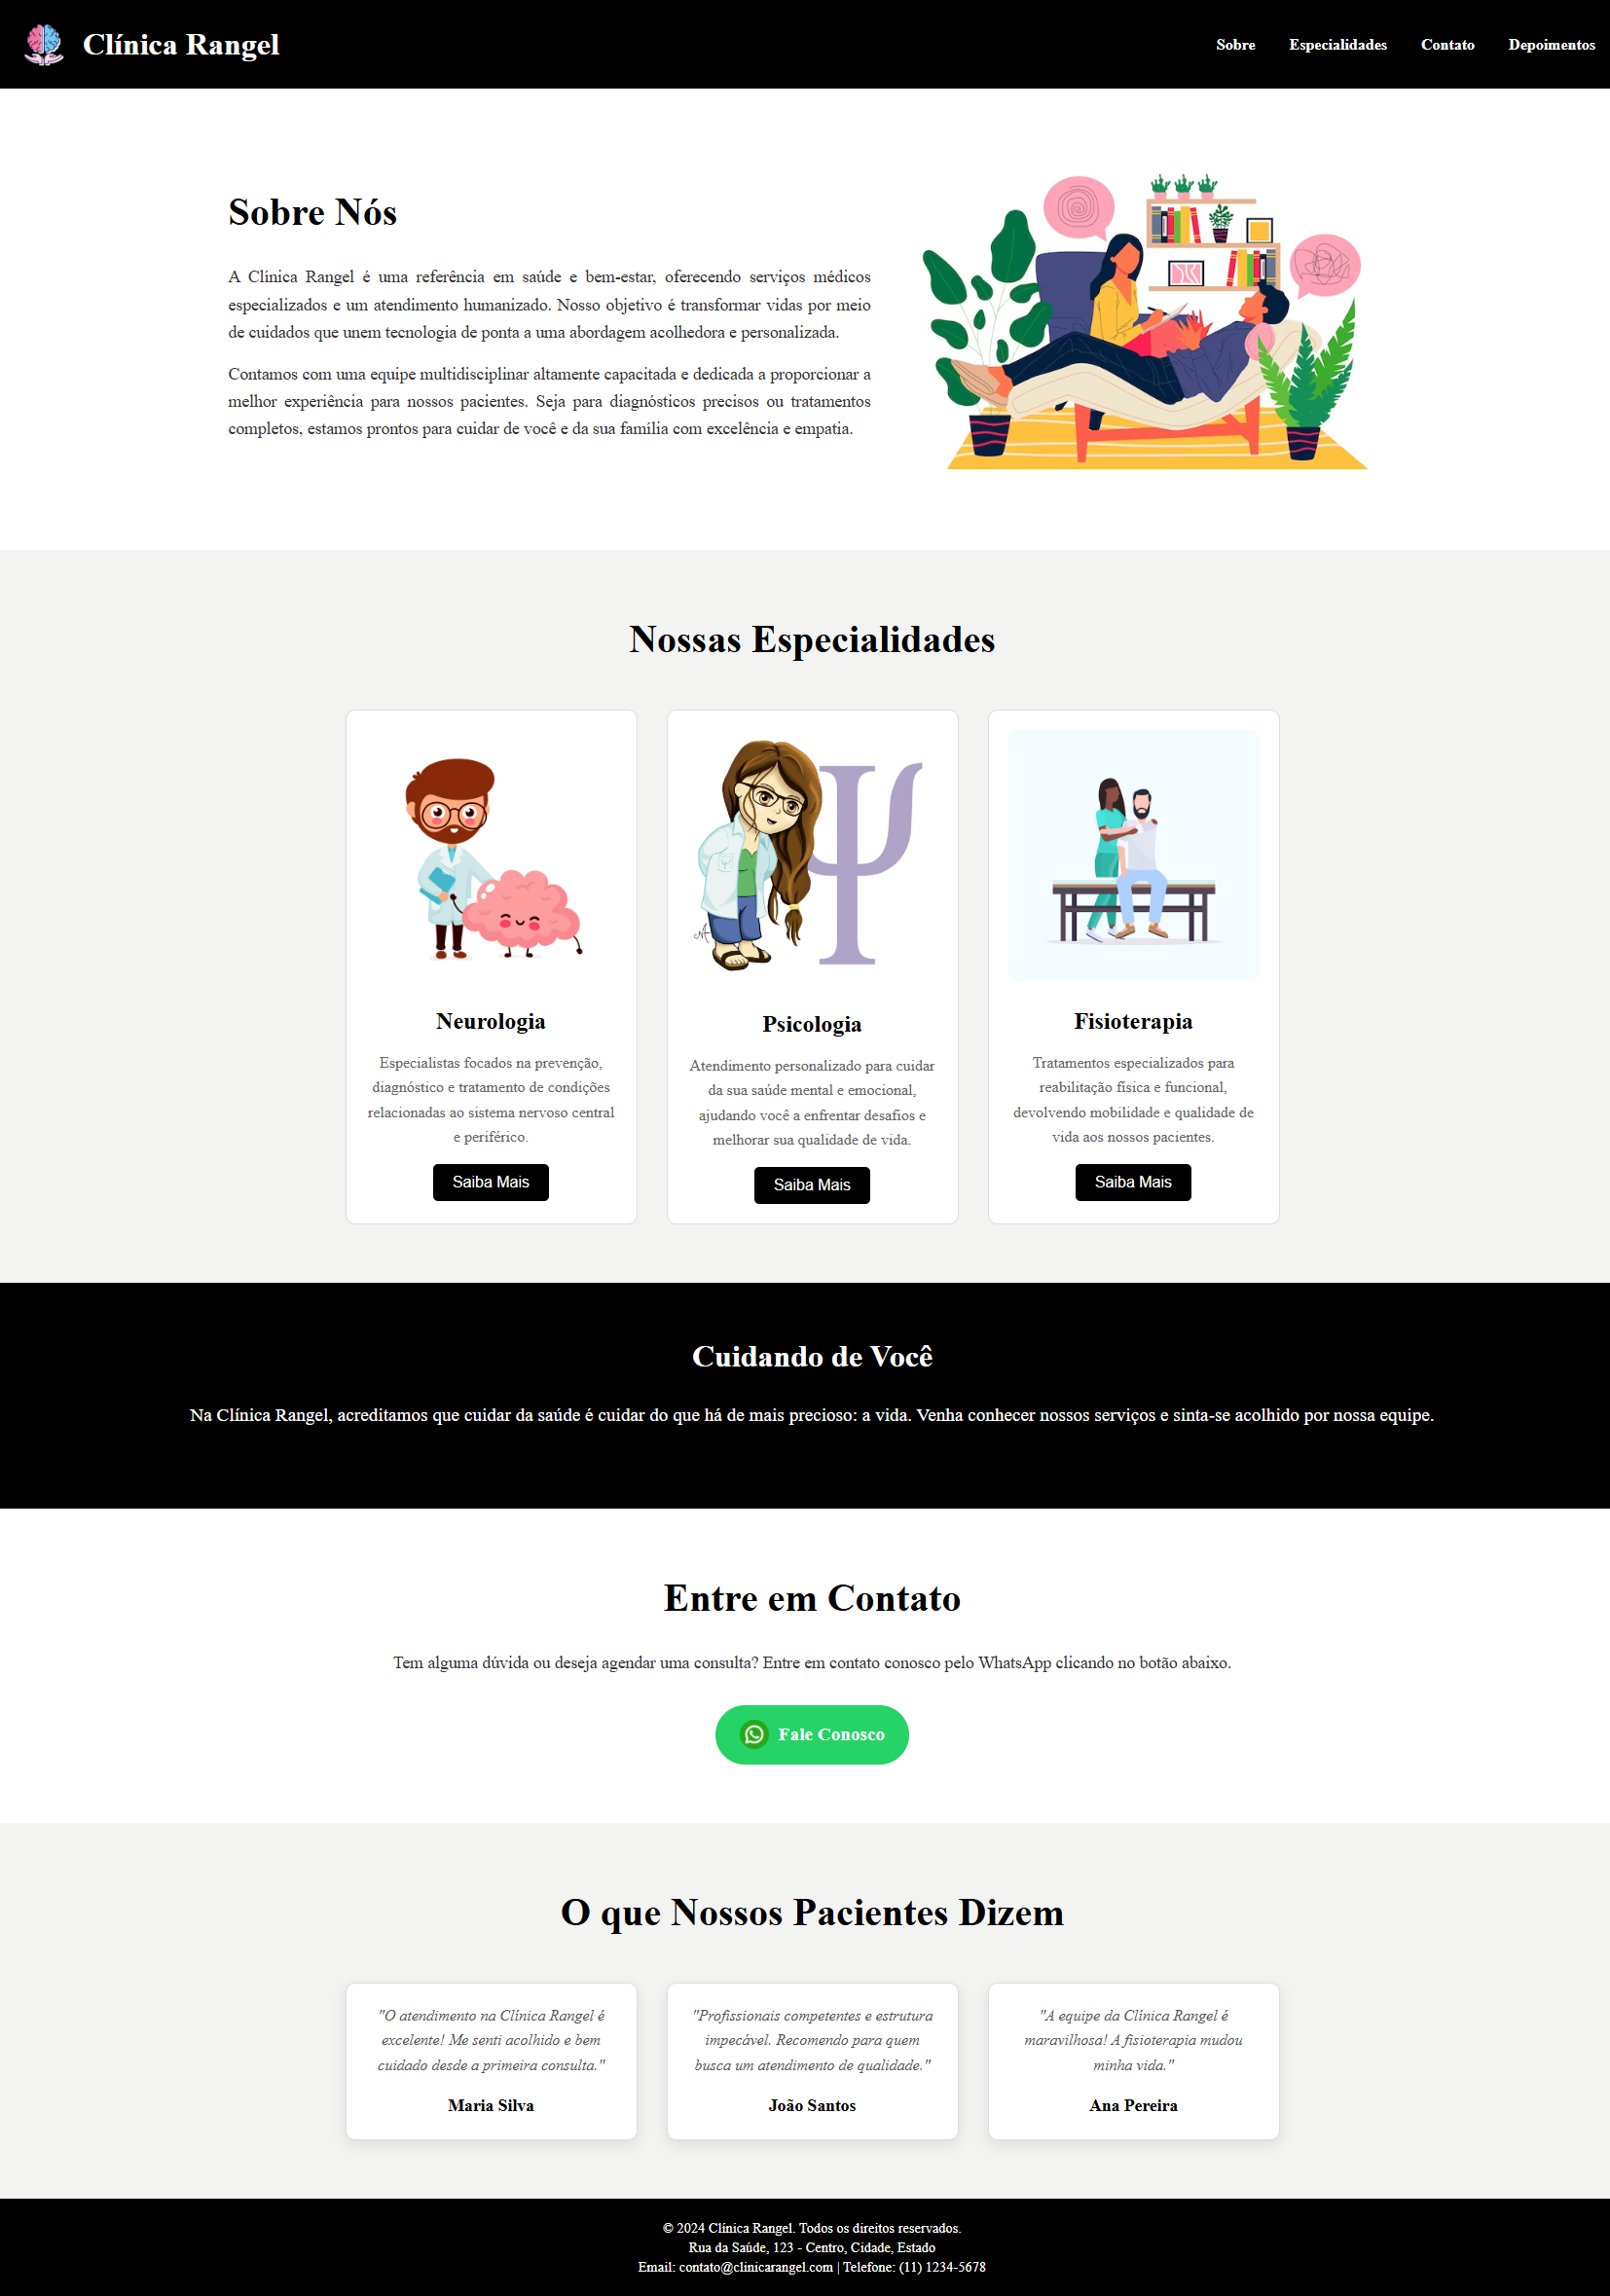 Clínica Rangel
Sobre Especialidades Contato Depoimentos
Sobre Nós
A Clínica Rangel é uma referência em saúde e bem-estar, oferecendo serviços médicos
especializados e um atendimento humanizado. Nosso objetivo é transformar vidas por meio
de cuidados que unem tecnologia de ponta a uma abordagem acolhedora e personalizada.
Contamos com uma equipe multidisciplinar altamente capacitada e dedicada a proporcionar a
melhor experiência para nossos pacientes. Seja para diagnósticos precisos ou tratamentos
completos, estamos prontos para cuidar de você e da sua família com excelência e empatia.
Nossas Especialidades
Neurologia
Especialistas focados na prevenção,
diagnóstico e tratamento de condições
relacionadas ao sistema nervoso central
e periférico.
Saiba Mais
Psicologia
Atendimento personalizado para cuidar
da sua saúde mental e emocional,
ajudando você a enfrentar desafios e
melhorar sua qualidade de vida.
Saiba Mais
Fisioterapia
Tratamentos especializados para
reabilitação física e funcional,
devolvendo mobilidade e qualidade de
vida aos nossos pacientes.
Saiba Mais
Cuidando de Você
Na Clínica Rangel, acreditamos que cuidar da saúde é cuidar do que há de mais precioso: a vida. Venha conhecer nossos serviços e sinta-se acolhido por nossa equipe.
Entre em Contato
Tem alguma dúvida ou deseja agendar uma consulta? Entre em contato conosco pelo WhatsApp clicando no botão abaixo.
Fale Conosco
O que Nossos Pacientes Dizem
"O atendimento na Clínica Rangel é
excelente! Me senti acolhido e bem
cuidado desde a primeira consulta."
Maria Silva
"Profissionais competentes e estrutura
impecável. Recomendo para quem
busca um atendimento de qualidade."
João Santos
"A equipe da Clínica Rangel é
maravilhosa! A fisioterapia mudou
minha vida."
Ana Pereira
© 2024 Clínica Rangel. Todos os direitos reservados.
Rua da Saúde, 123 - Centro, Cidade, Estado
Email: contato@clinicarangel.com | Telefone: (11) 1234-5678